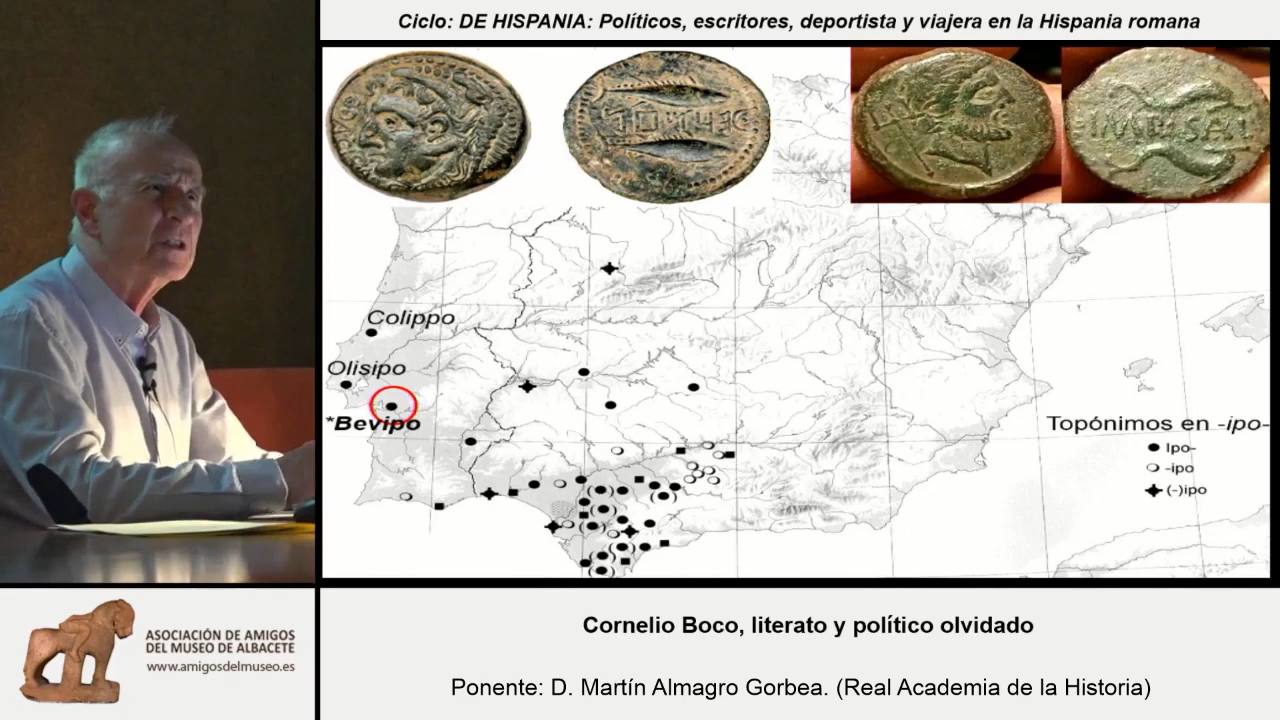 Ciclo: DE HISPANIA: Políticos, escritores, deportista y viajera en la Hispania romana
IMP·SAL
Colippo
Olisipo
*Bevipo
Topónimos en -ipo-
Ipo-
-ipo
(-)ipo
ASOCIACIÓN DE AMIGOS
DEL MUSEO DE ALBACETE
www.amigosdelmuseo.es
Cornelio Boco, literato y político olvidado
Ponente: D. Martín Almagro Gorbea. (Real Academia de la Historia)